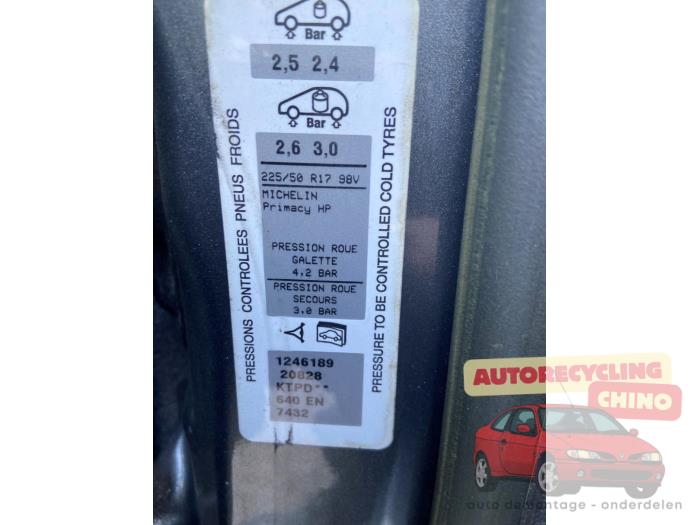 Bar
2,5 2,4
Bar
2,6 3,0
225/50 R17 98V
MICHELIN
Primacy HP
PRESSION ROUE
GALETTE
4.2 BAR
PRESSION ROUE
SECOURS
3.0 BAR
1246189
20828
KTPD**
640 EN
7432
PRESSIONS CONTROLEES PNEUS FROIDS
PRESSURE TO BE CONTROLLED COLD TYRES
AUTORECYCLING
CHINO
auto demontage - onderdelen